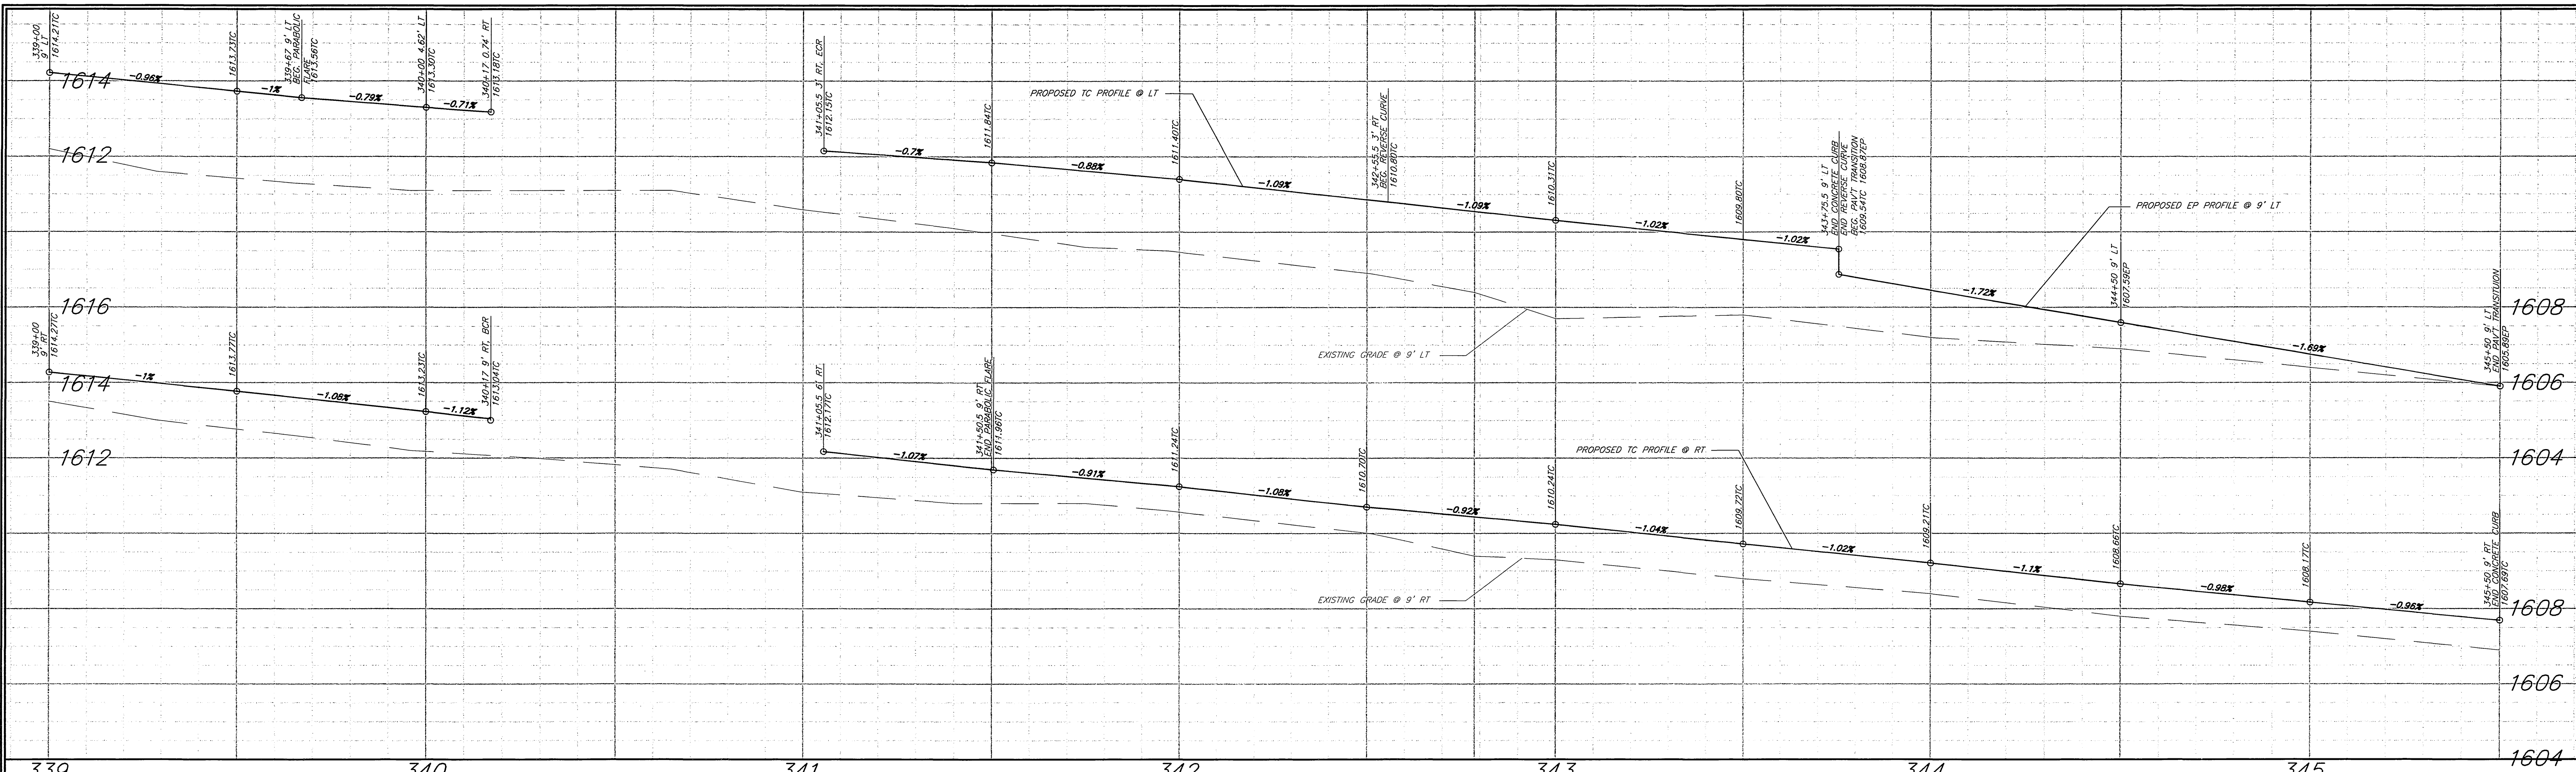 339+00
9' LT
1614.21TC
-0.96%
1613.73TC
-1%
339+67 9' LT
BEG. PARABOLIC
FLARE
1613.56TC
-0.79%
340+00 4.62' LT
1613.30TC
-0.71%
340+17 0.74' RT
1613.18TC
341+05.5 3' RT, ECR
1612.15TC
-0.7%
1611.84TC
-0.88%
1611.40TC
PROPOSED TC PROFILE @ LT
-1.09%
342+55.5 3' RT
BEG. REVERSE CURVE
1610.80TC
-1.09%
1610.31TC
-1.02%
1609.80TC
-1.02%
343+75.5 9' LT
END CONCRETE CURB
END REVERSE CURVE
BEG. PAV'T TRANSITION
1609.54TC 1608.87EP
PROPOSED EP PROFILE @ 9' LT
-1.72%
344+50 9' LT
1607.59EP
-1.69%
345+50 9' LT
END PAV'T TRANSITUION
1605.89EP
EXISTING GRADE @ 9' LT
1614
1612
1616
1614
1612
1608
1606
1604
1608
1606
1604
339+00
9' RT
1614.27TC
-1%
1613.77TC
-1.08%
1613.23TC
-1.12%
340+17 9' RT, BCR
1613.04TC
341+05.5 6' RT
1612.17TC
-1.07%
341+50.5 9' RT
END PARABOLIC FLARE
1611.96TC
-0.91%
1611.24TC
-1.08%
1610.70TC
-0.92%
1610.24TC
-1.04%
PROPOSED TC PROFILE @ RT
1609.72TC
-1.02%
1609.21TC
-1.1%
1608.66TC
-0.98%
1608.17TC
-0.96%
345+50 9' RT
END CONCRETE CURB
1607.69TC
EXISTING GRADE @ 9' RT
339
340
341
342
343
344
345